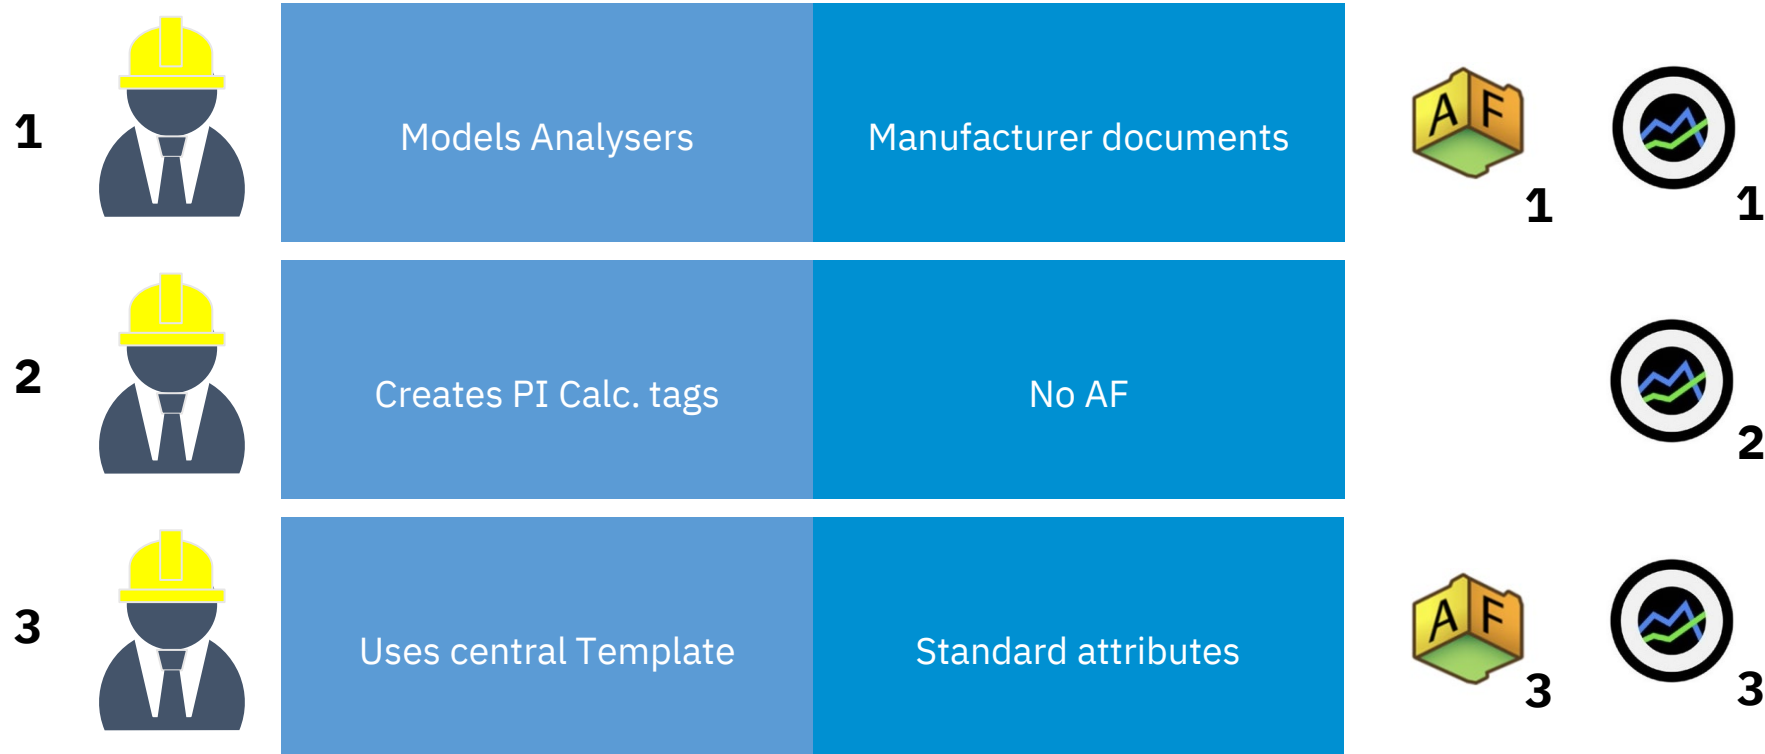 1
Models Analysers
Manufacturer documents
AF
1
1
2
Creates PI Calc. tags
No AF
2
3
Uses central Template
Standard attributes
AF
3
3